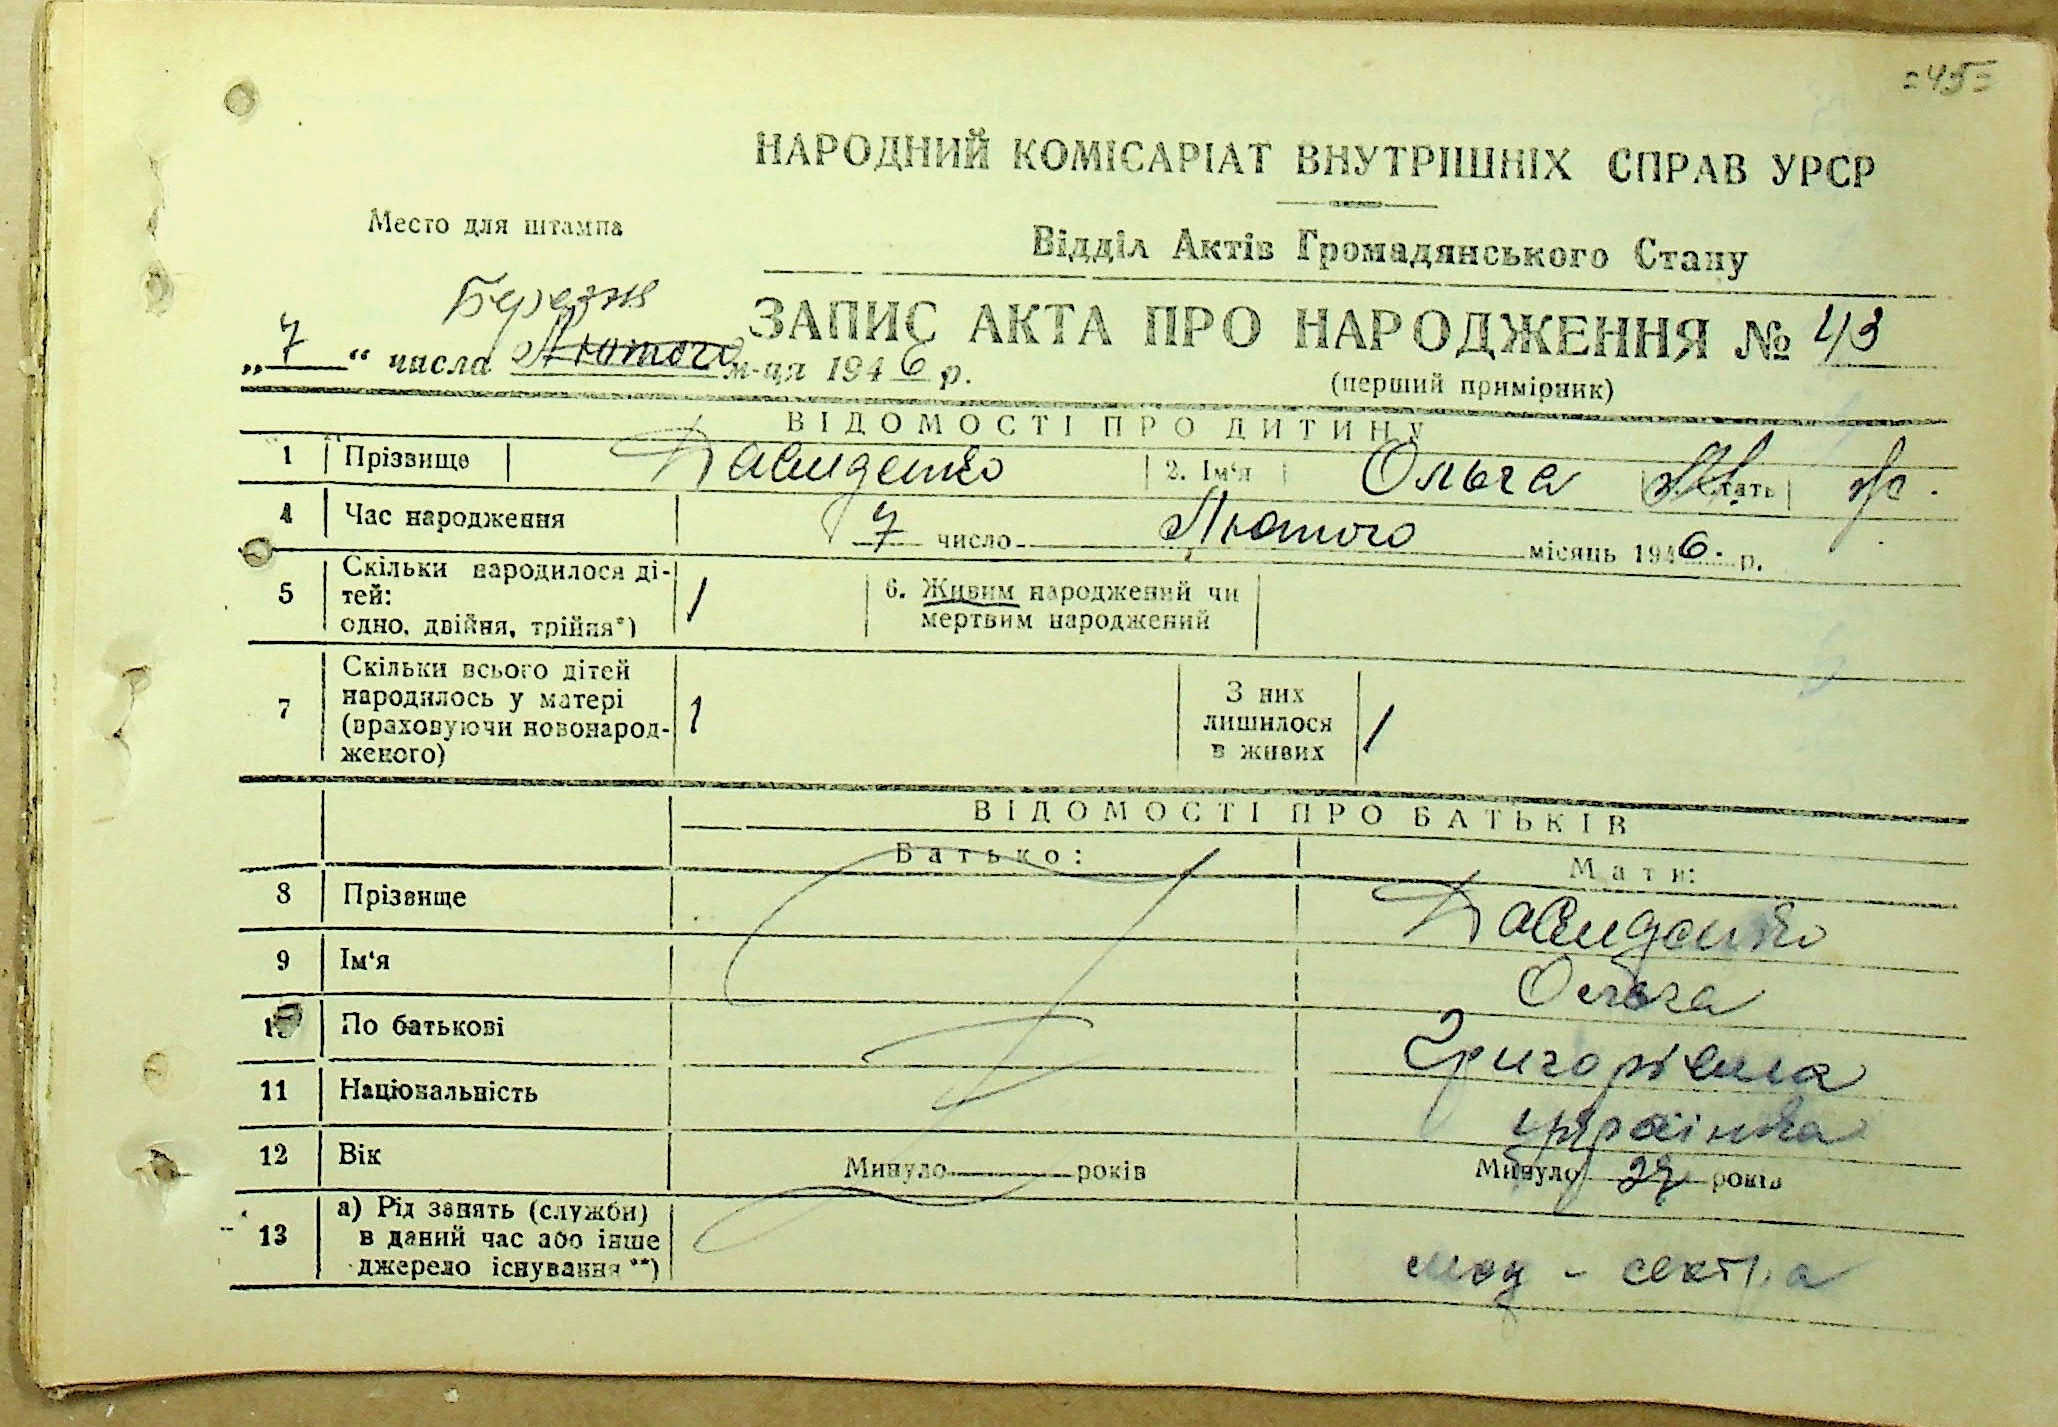 =45=
НАРОДНИЙ КОМІСАРІАТ ВНУТРІШНІХ СПРАВ УРСР
Место для штампа
Відділ Актів Громадянського Стану
Березня
ЗАПИС АКТА ПРО НАРОДЖЕННЯ № 43
„7“ числа Лютого м-ця 1946 р.
(перший примірник)
ВІДОМОСТІ ПРО ДИТИНУ
1 Прізвище Давиденко 2. Ім‘я Ольга стать ж.
4 Час народження 7 число Лютого місяць 1946. р.
5 Скільки народилося ді-
тей:
одно, двійня, трійня*) 1
6. Живим народжений чи
мертвим народжений
7 Скільки всього дітей
народилось у матері
(враховуючи новонарод-
женого) 1
З них
лишилося
в живих 1
ВІДОМОСТІ ПРО БАТЬКІВ
Батько: Мати:
8 Прізвище Давиденко
9 Ім‘я Ольга
10 По батькові Григорівна
11 Національність українка
12 Вік Минуло років Минуло років
13 а) Рід занять (служби)
в даний час або інше
джерело існування **)
мед - сестра